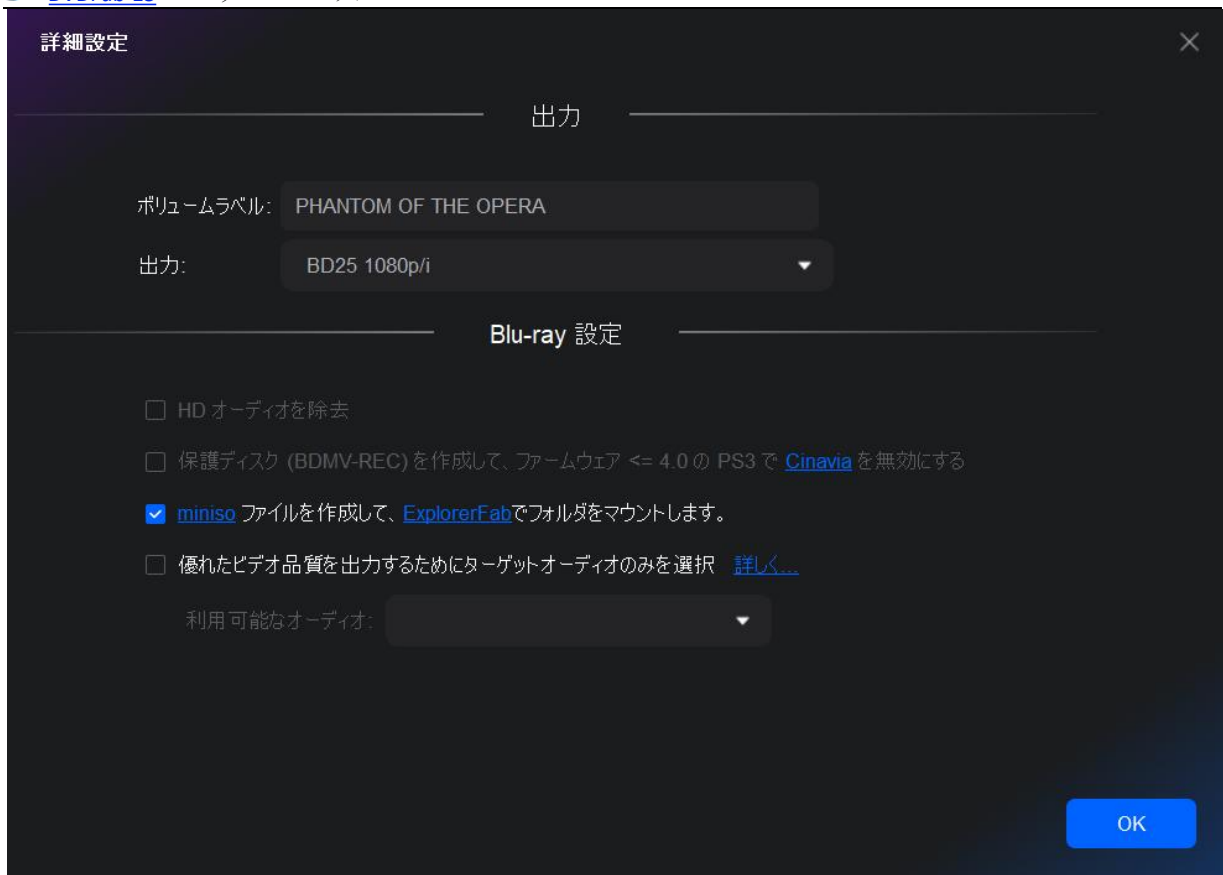 詳細設定
出力
ボリュームラベル: PHANTOM OF THE OPERA
出力: BD25 1080p/i
Blu-ray 設定
HD オーディオを除去
保護ディスク (BDMV-REC) を作成して、ファームウェア <= 4.0 の PS3 で Cinavia を無効にする
miniso ファイルを作成して、ExplorerFabでフォルダをマウントします。
優れたビデオ品質を出力するためにターゲットオーディオのみを選択 詳しく...
利用可能なオーディオ:
OK